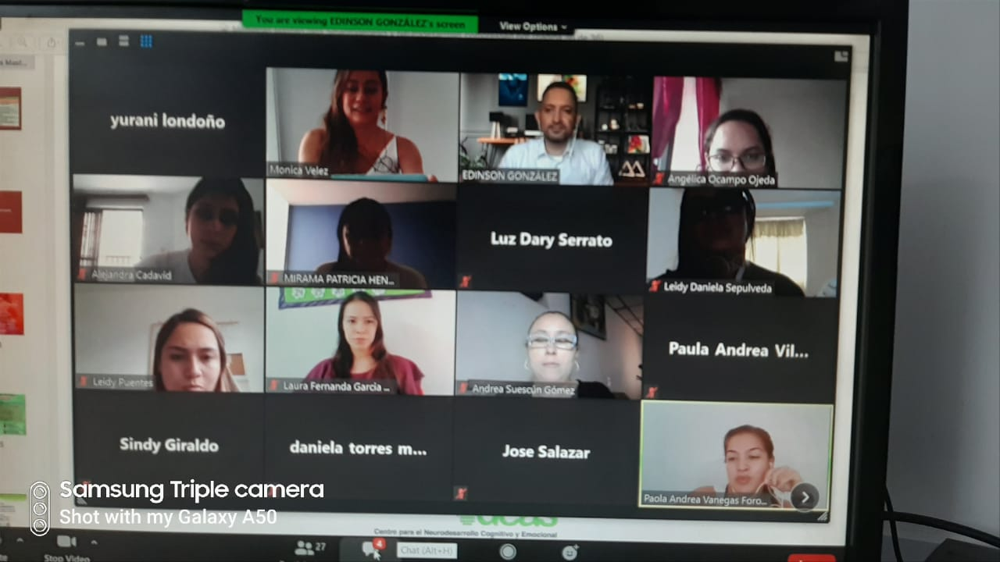 You are viewing EDINSON GONZÁLEZ's screen
View Options
yurani londoño
Monica Velez
EDINSON GONZÁLEZ
Angélica Ocampo Ojeda
Alejandra Cadavid
MIRAMA PATRICIA HEN...
Luz Dary Serrato
Leidy Daniela Sepulveda
Leidy Puentes
Laura Fernanda Garcia ...
Andrea Suescún Gómez
Paula Andrea Vil...
Sindy Giraldo
daniela torres m...
Jose Salazar
Paola Andrea Vanegas Foro...
Samsung Triple camera
Shot with my Galaxy A50
Centro para el Neurodesarrollo Cognitivo y Emocional
Stop Video
27
4
Chat (Alt+H)